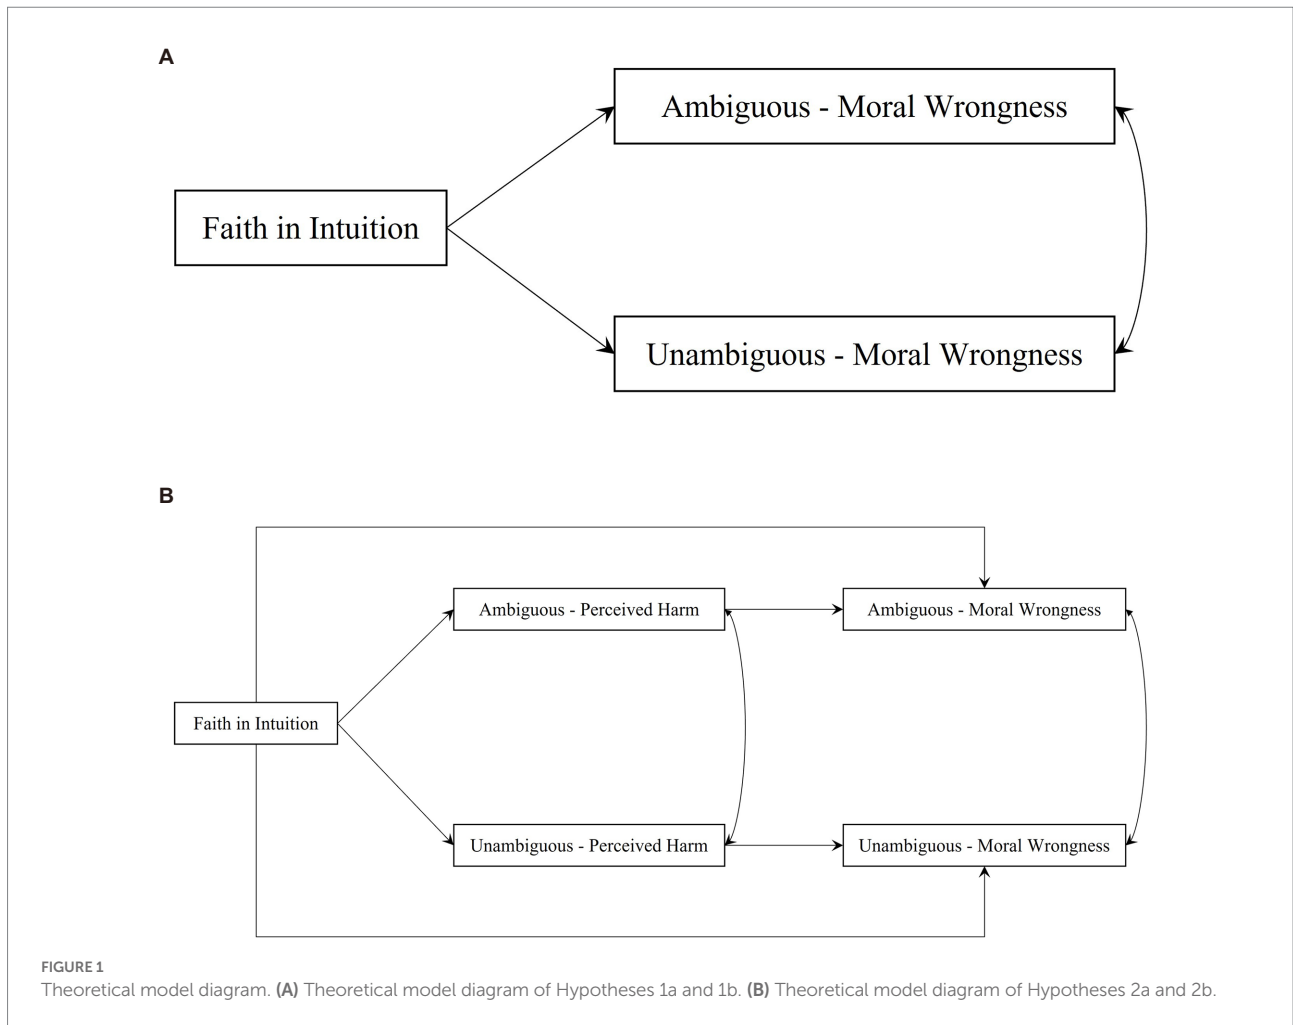 A
Ambiguous - Moral Wrongness
Faith in Intuition
Unambiguous - Moral Wrongness
B
Ambiguous - Perceived Harm
Ambiguous - Moral Wrongness
Faith in Intuition
Unambiguous - Perceived Harm
Unambiguous - Moral Wrongness
FIGURE 1
Theoretical model diagram. (A) Theoretical model diagram of Hypotheses 1a and 1b. (B) Theoretical model diagram of Hypotheses 2a and 2b.